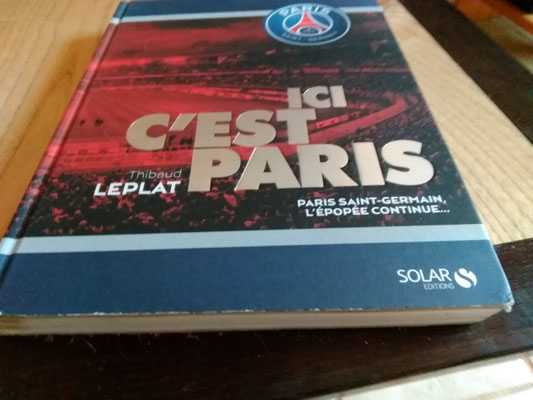 PARIS
SAINT-GERMAIN
ICI
C'EST
PARIS
Thibaud
LEPLAT
PARIS SAINT-GERMAIN,
L'ÉPOPÉE CONTINUE...
SOLAR
EDITIONS